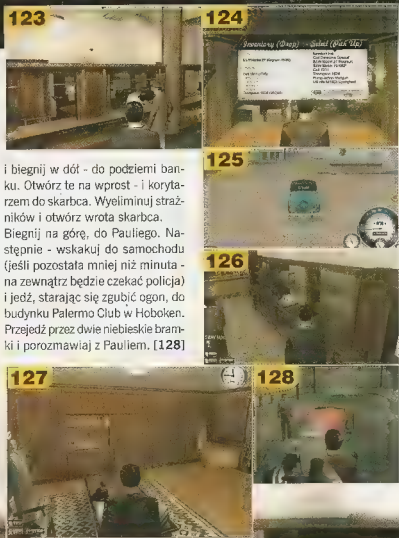 123
124
Inventory (Drop) - Select (Pick Up)
125
i biegnij w dół - do podziemi ban-
ku. Otwórz te na wprost - i koryta-
rzem do skarbca. Wyeliminuj straż-
ników i otwórz wrota skarbca.
Biegnij na górę, do Pauliego. Na-
stępnie - wskakuj do samochodu
(jeśli pozostała mniej niż minuta -
na zewnątrz będzie czekać policja)
i jedź, starając się zgubić ogon, do
budynku Palermo Club w Hoboken.
Przejedź przez dwie niebieskie bram-
ki i porozmawiaj z Pauliem. [128]
126
127
128